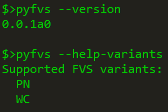 $>pyfvs --version
0.0.1a0
$>pyfvs --help-variants
Supported FVS variants:
PN
WC